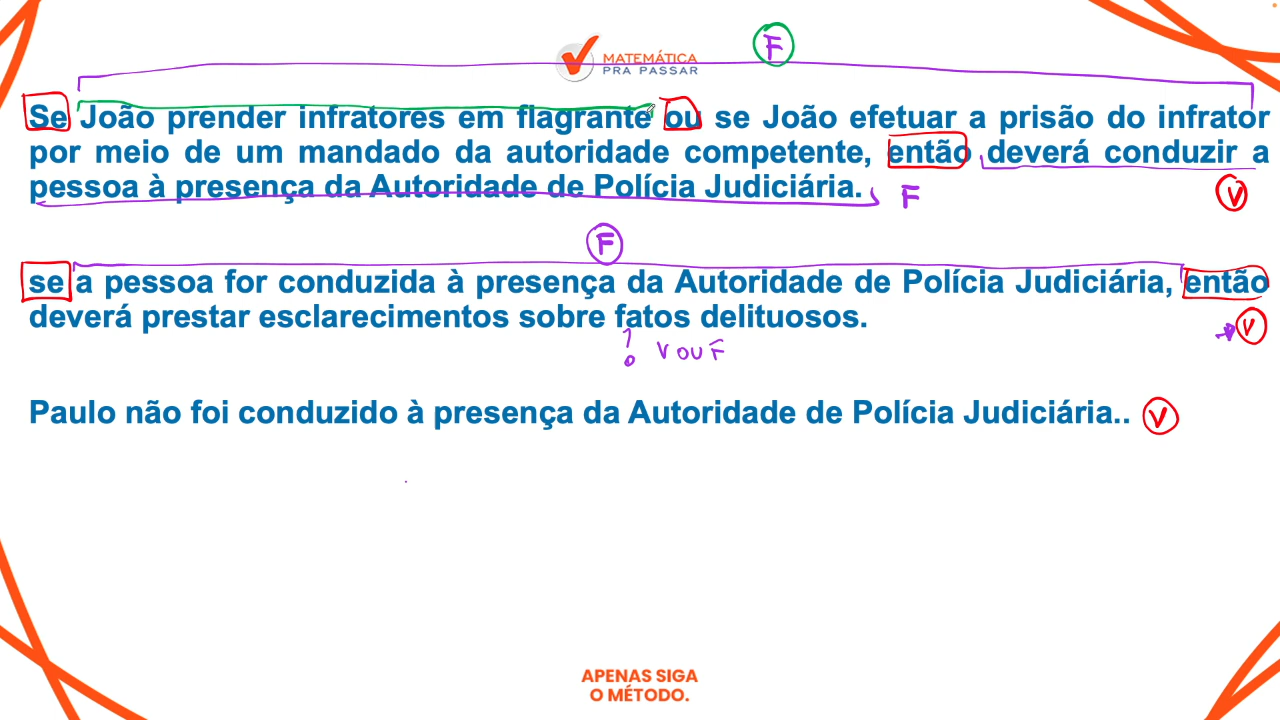 F
MATEMÁTICA
PRA PASSAR
Se João prender infratores em flagrante ou se João efetuar a prisão do infrator
por meio de um mandado da autoridade competente, então deverá conduzir a
pessoa à presença da Autoridade de Polícia Judiciária. F V
F
se a pessoa for conduzida à presença da Autoridade de Polícia Judiciária, então
deverá prestar esclarecimentos sobre fatos delituosos. V
? V OU F
Paulo não foi conduzido à presença da Autoridade de Polícia Judiciária.. V
APENAS SIGA
O MÉTODO.